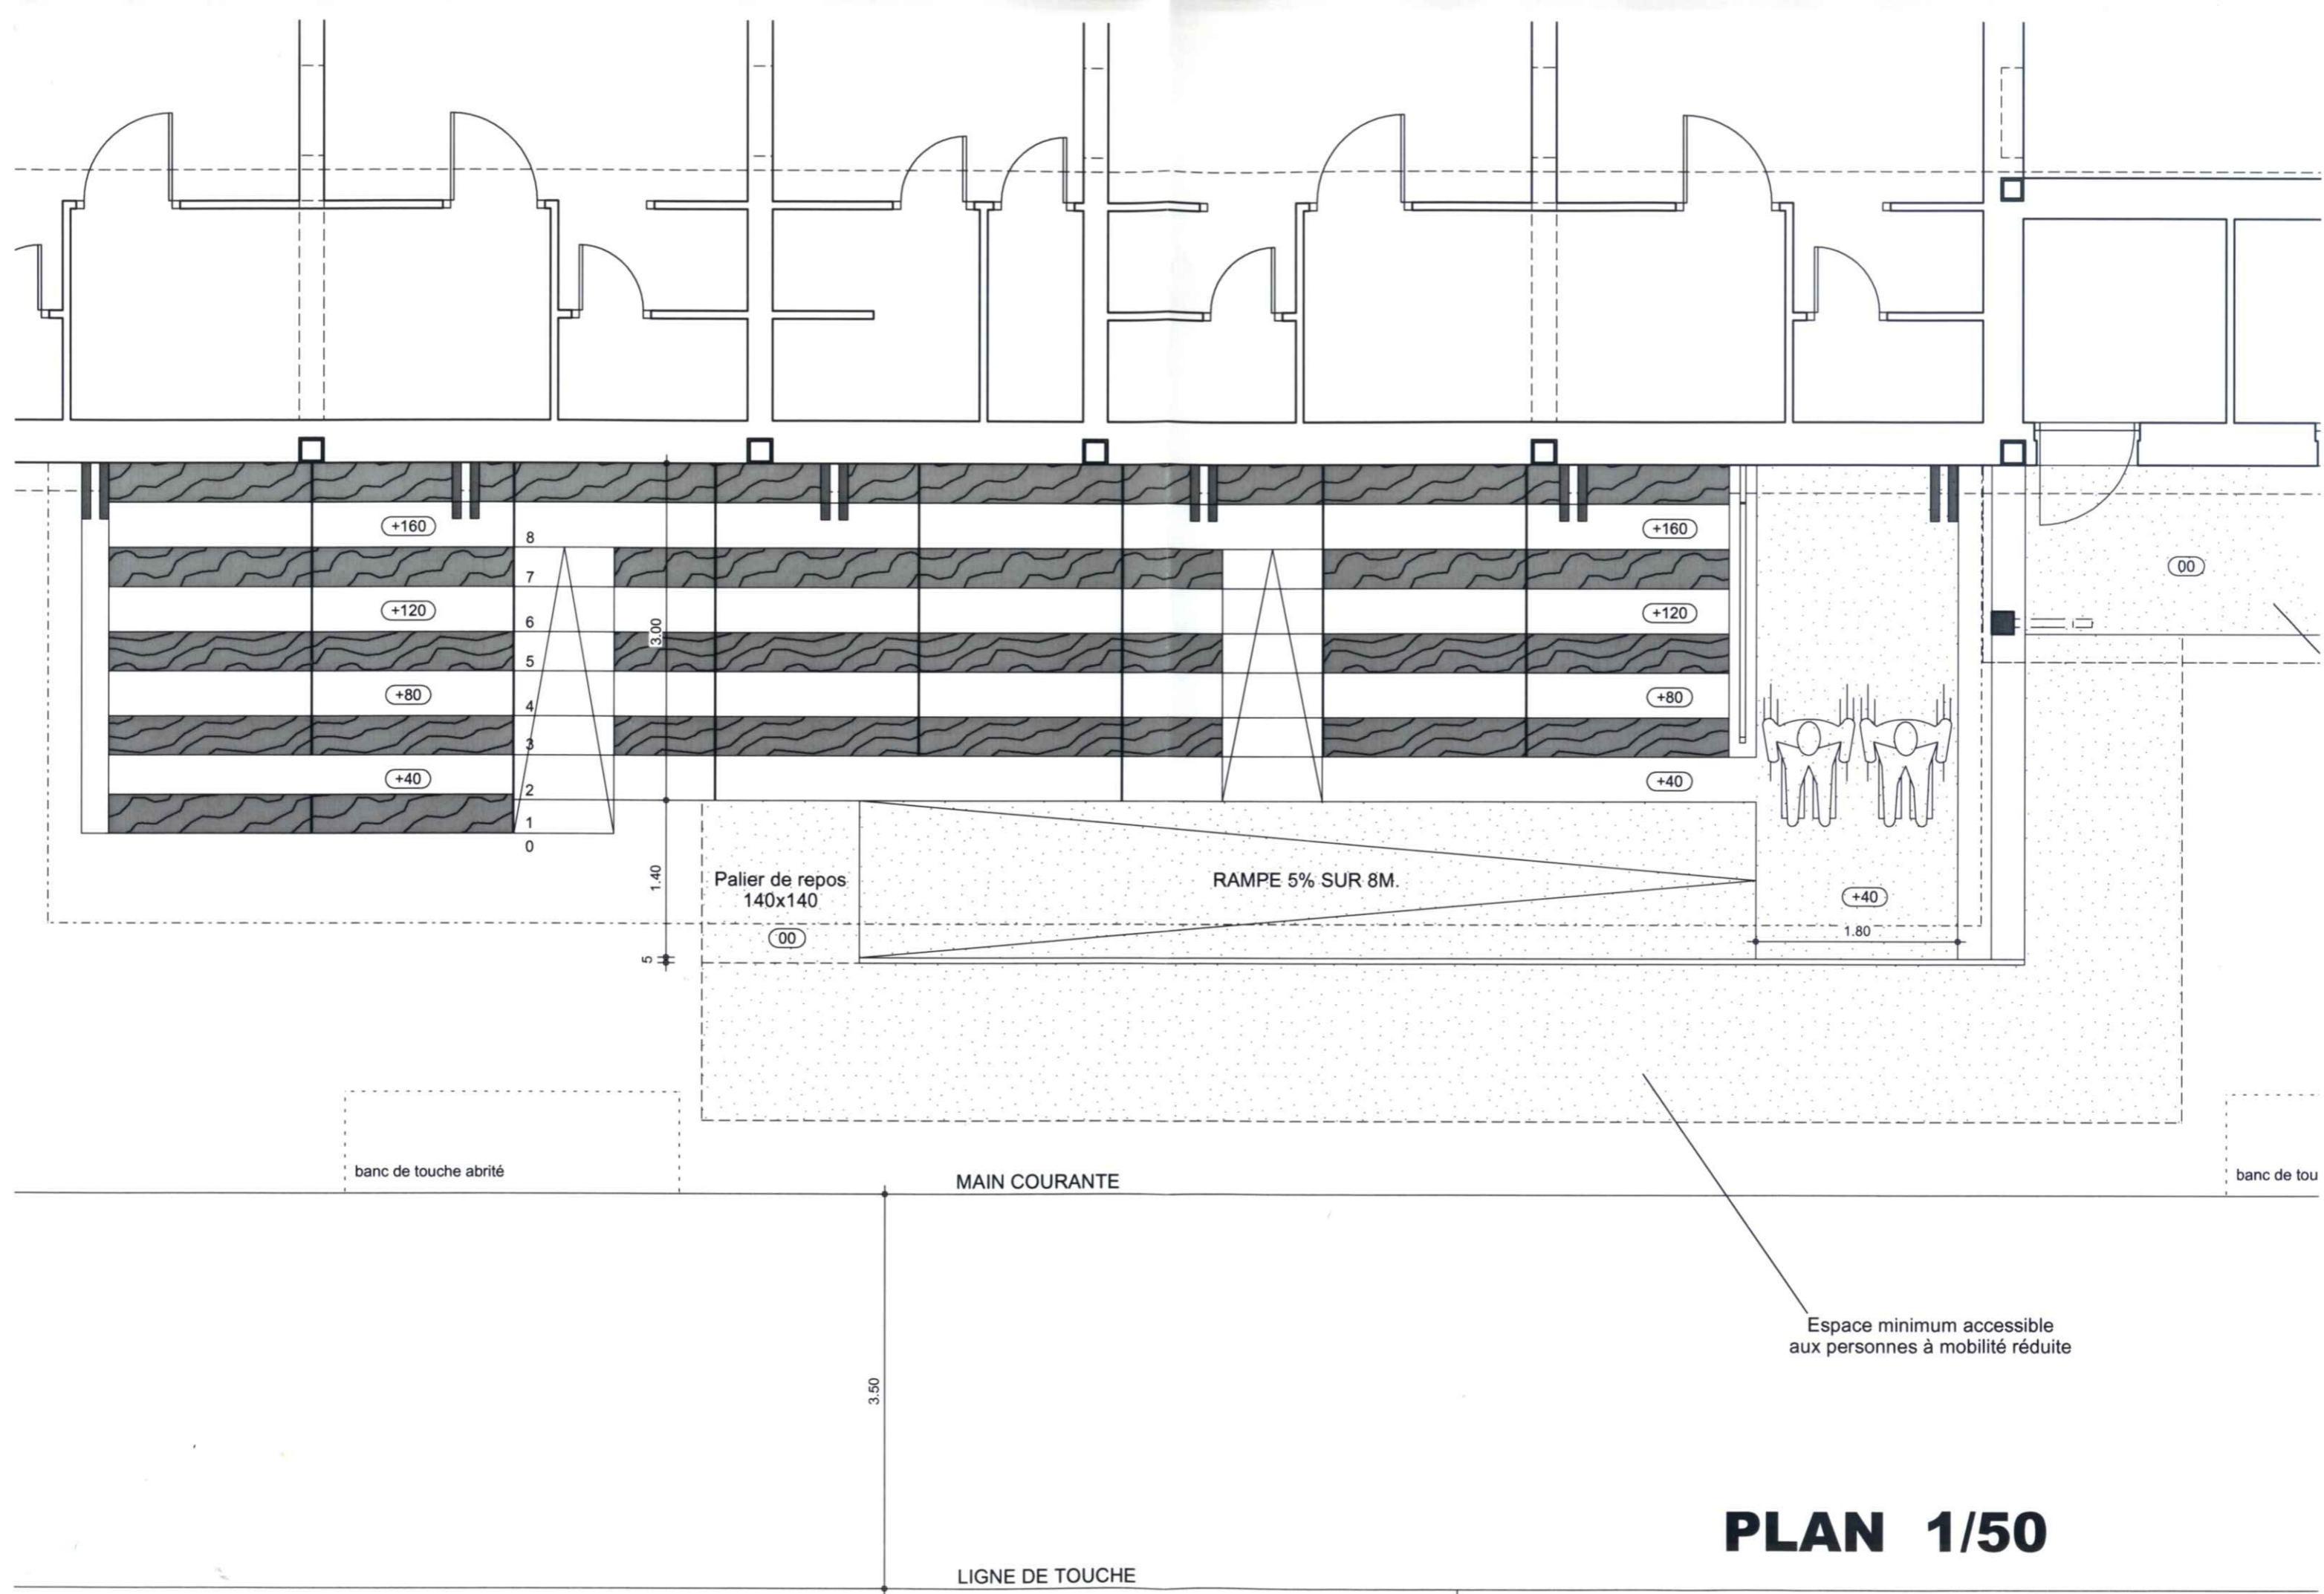 +160
+160
8
00
7
+120
+120
6
3.00
5
+80
+80
4
3
+40
+40
2
1
0
1.40
Palier de repos
140x140
RAMPE 5% SUR 8M.
+40
00
1.80
5
banc de touche abrité
MAIN COURANTE
banc de tou
Espace minimum accessible
aux personnes à mobilité réduite
3.50
PLAN 1/50
LIGNE DE TOUCHE